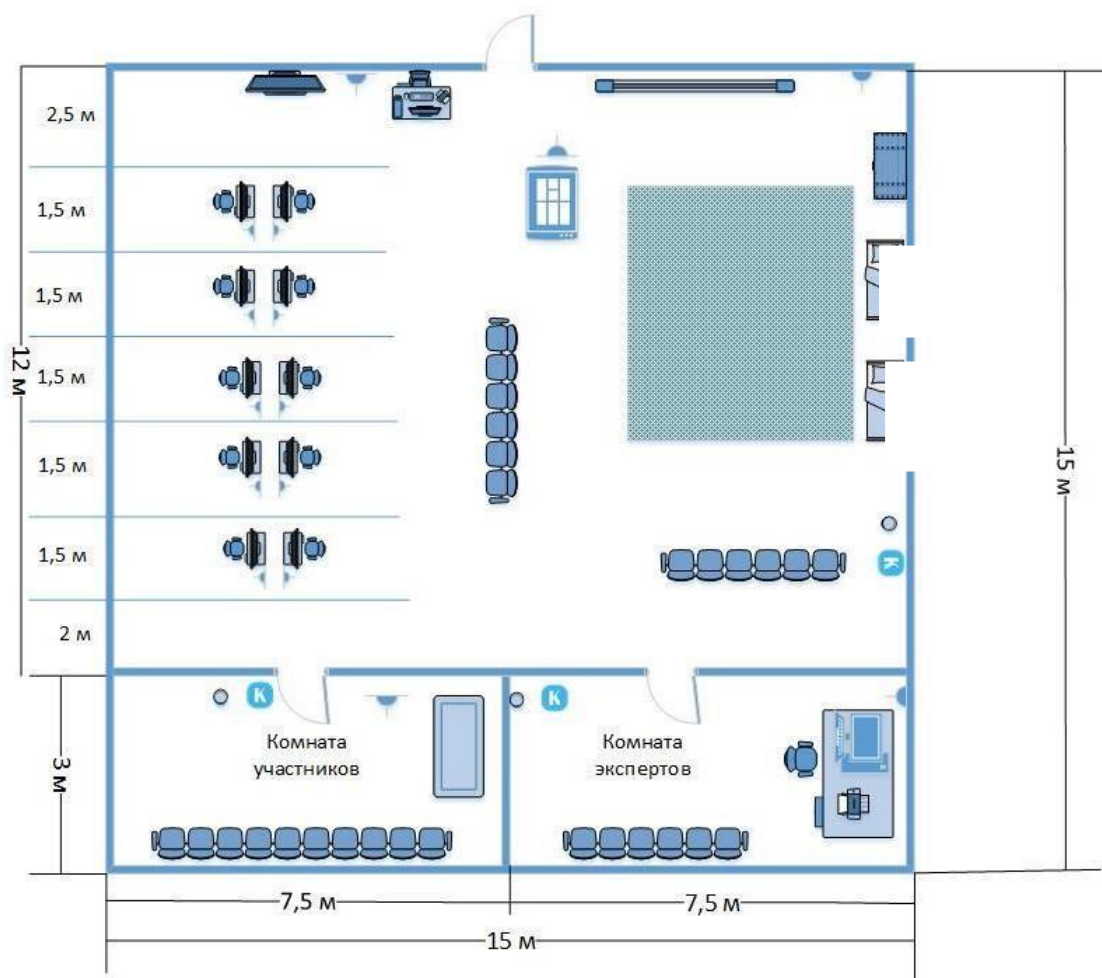 2,5 м
1,5 м
1,5 м
1,5 м
1,5 м
1,5 м
2 м
12 м
15 м
K
K
K
Комната
участников
Комната
экспертов
3 м
7,5 м
7,5 м
15 м